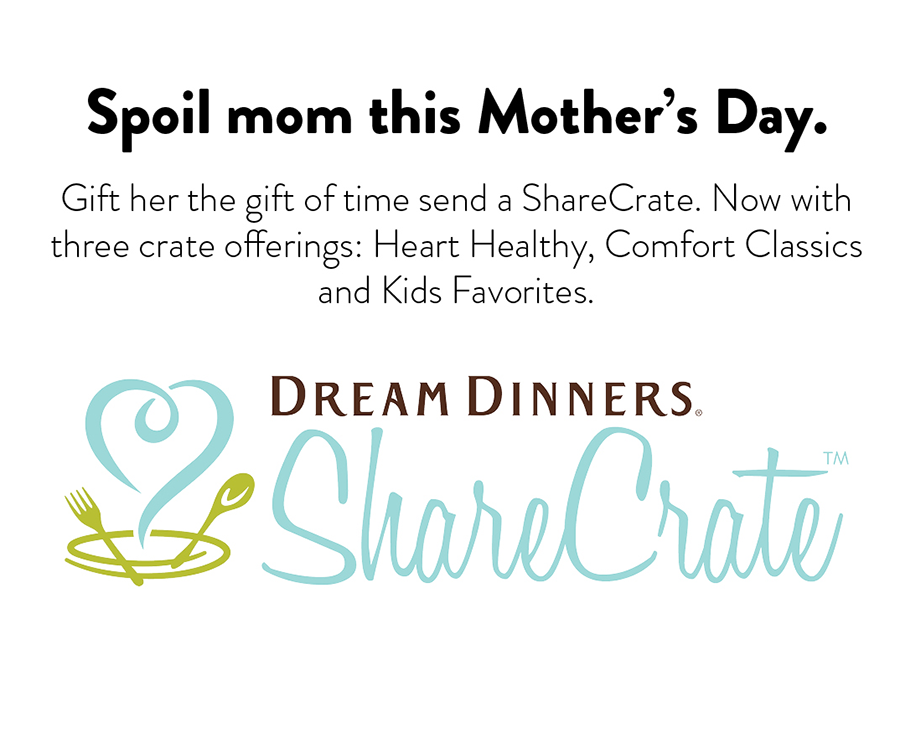 Spoil mom this Mother’s Day.
Gift her the gift of time send a ShareCrate. Now with
three crate offerings: Heart Healthy, Comfort Classics
and Kids Favorites.
DREAM DINNERS®
ShareCrate™